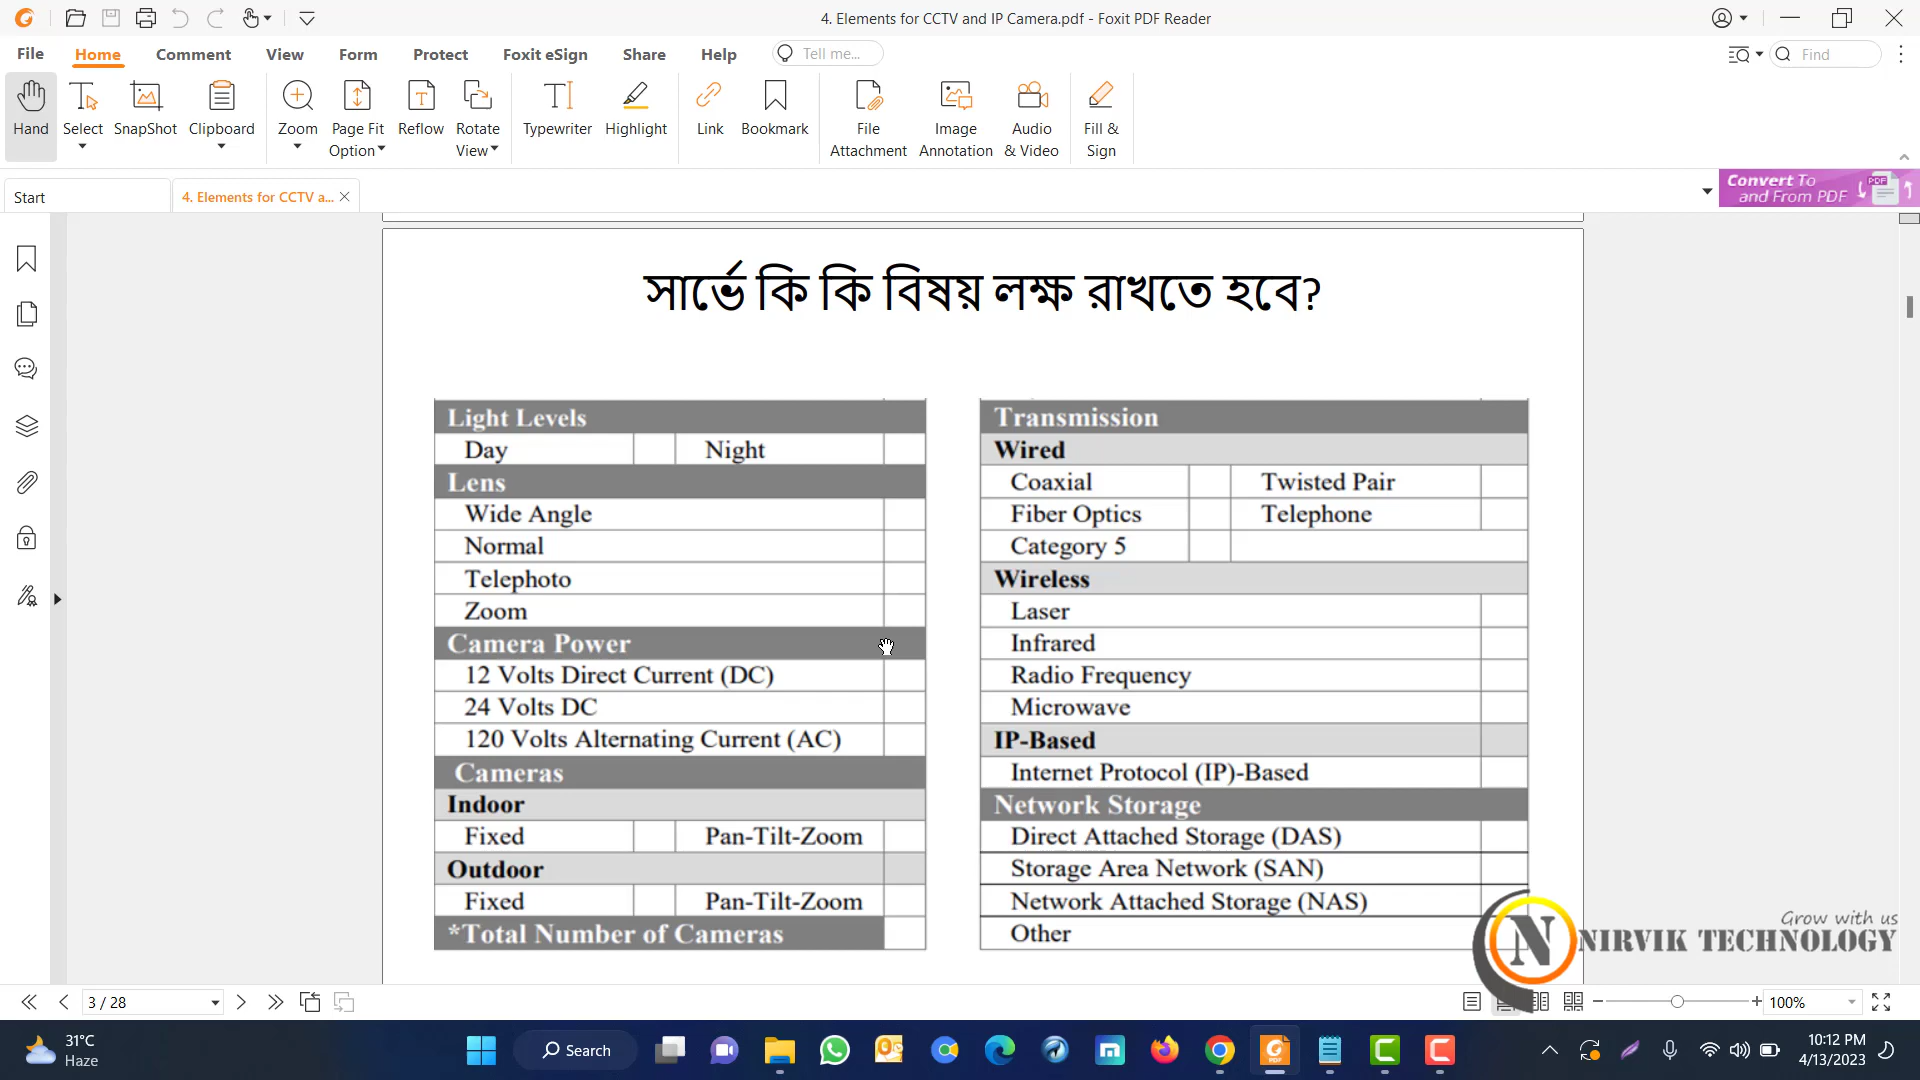 4. Elements for CCTV and IP Camera.pdf - Foxit PDF Reader
File Home Comment View Form Protect Foxit eSign Share Help Tell me... Find
Hand Select SnapShot Clipboard Zoom Page Fit Option Reflow Rotate View Typewriter Highlight Link Bookmark File Attachment Image Annotation Audio & Video Fill & Sign
Start 4. Elements for CCTV a... Convert To and From PDF PDF
সার্ভে কি কি বিষয় লক্ষ রাখতে হবে?
Light Levels
Day Night
Lens
Wide Angle
Normal
Telephoto
Zoom
Camera Power
12 Volts Direct Current (DC)
24 Volts DC
120 Volts Alternating Current (AC)
Cameras
Indoor
Fixed Pan-Tilt-Zoom
Outdoor
Fixed Pan-Tilt-Zoom
*Total Number of Cameras
Transmission
Wired
Coaxial Twisted Pair
Fiber Optics Telephone
Category 5
Wireless
Laser
Infrared
Radio Frequency
Microwave
IP-Based
Internet Protocol (IP)-Based
Network Storage
Direct Attached Storage (DAS)
Storage Area Network (SAN)
Network Attached Storage (NAS)
Other
Grow with us
N NIRVIK TECHNOLOGY
3 / 28 100%
31°C
Haze
Search
10:12 PM
4/13/2023